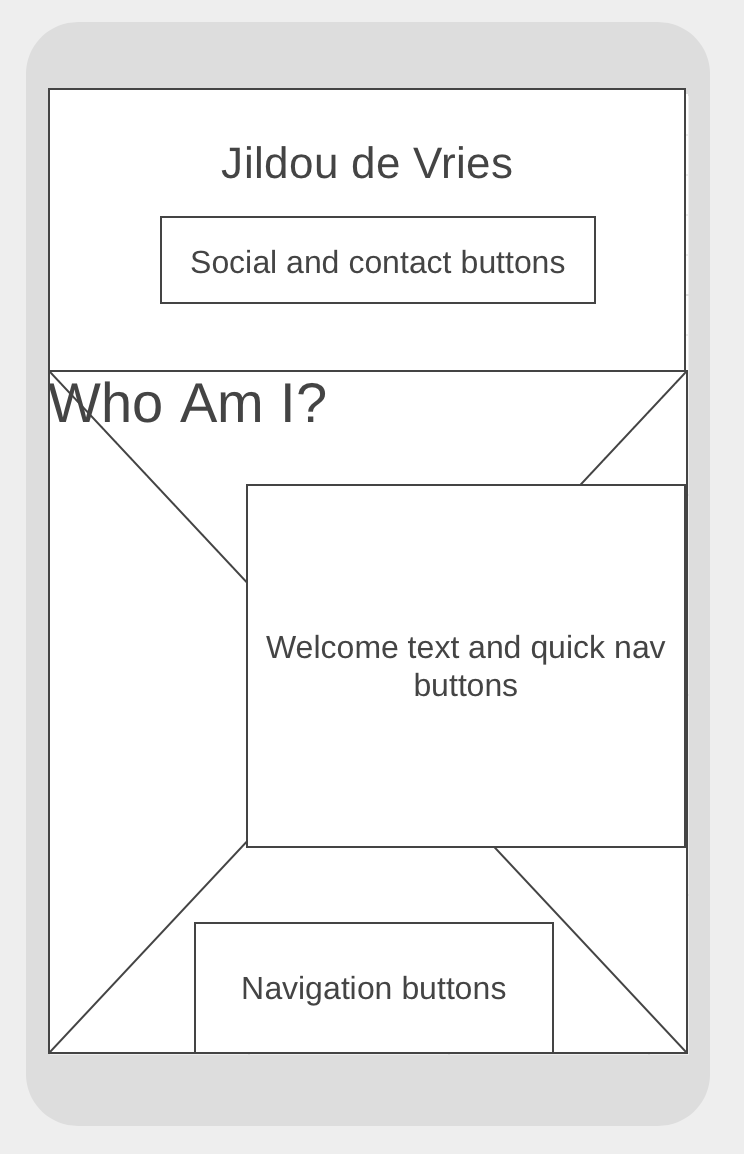 Jildou de Vries
Social and contact buttons
Who Am I?
Welcome text and quick nav
buttons
Navigation buttons